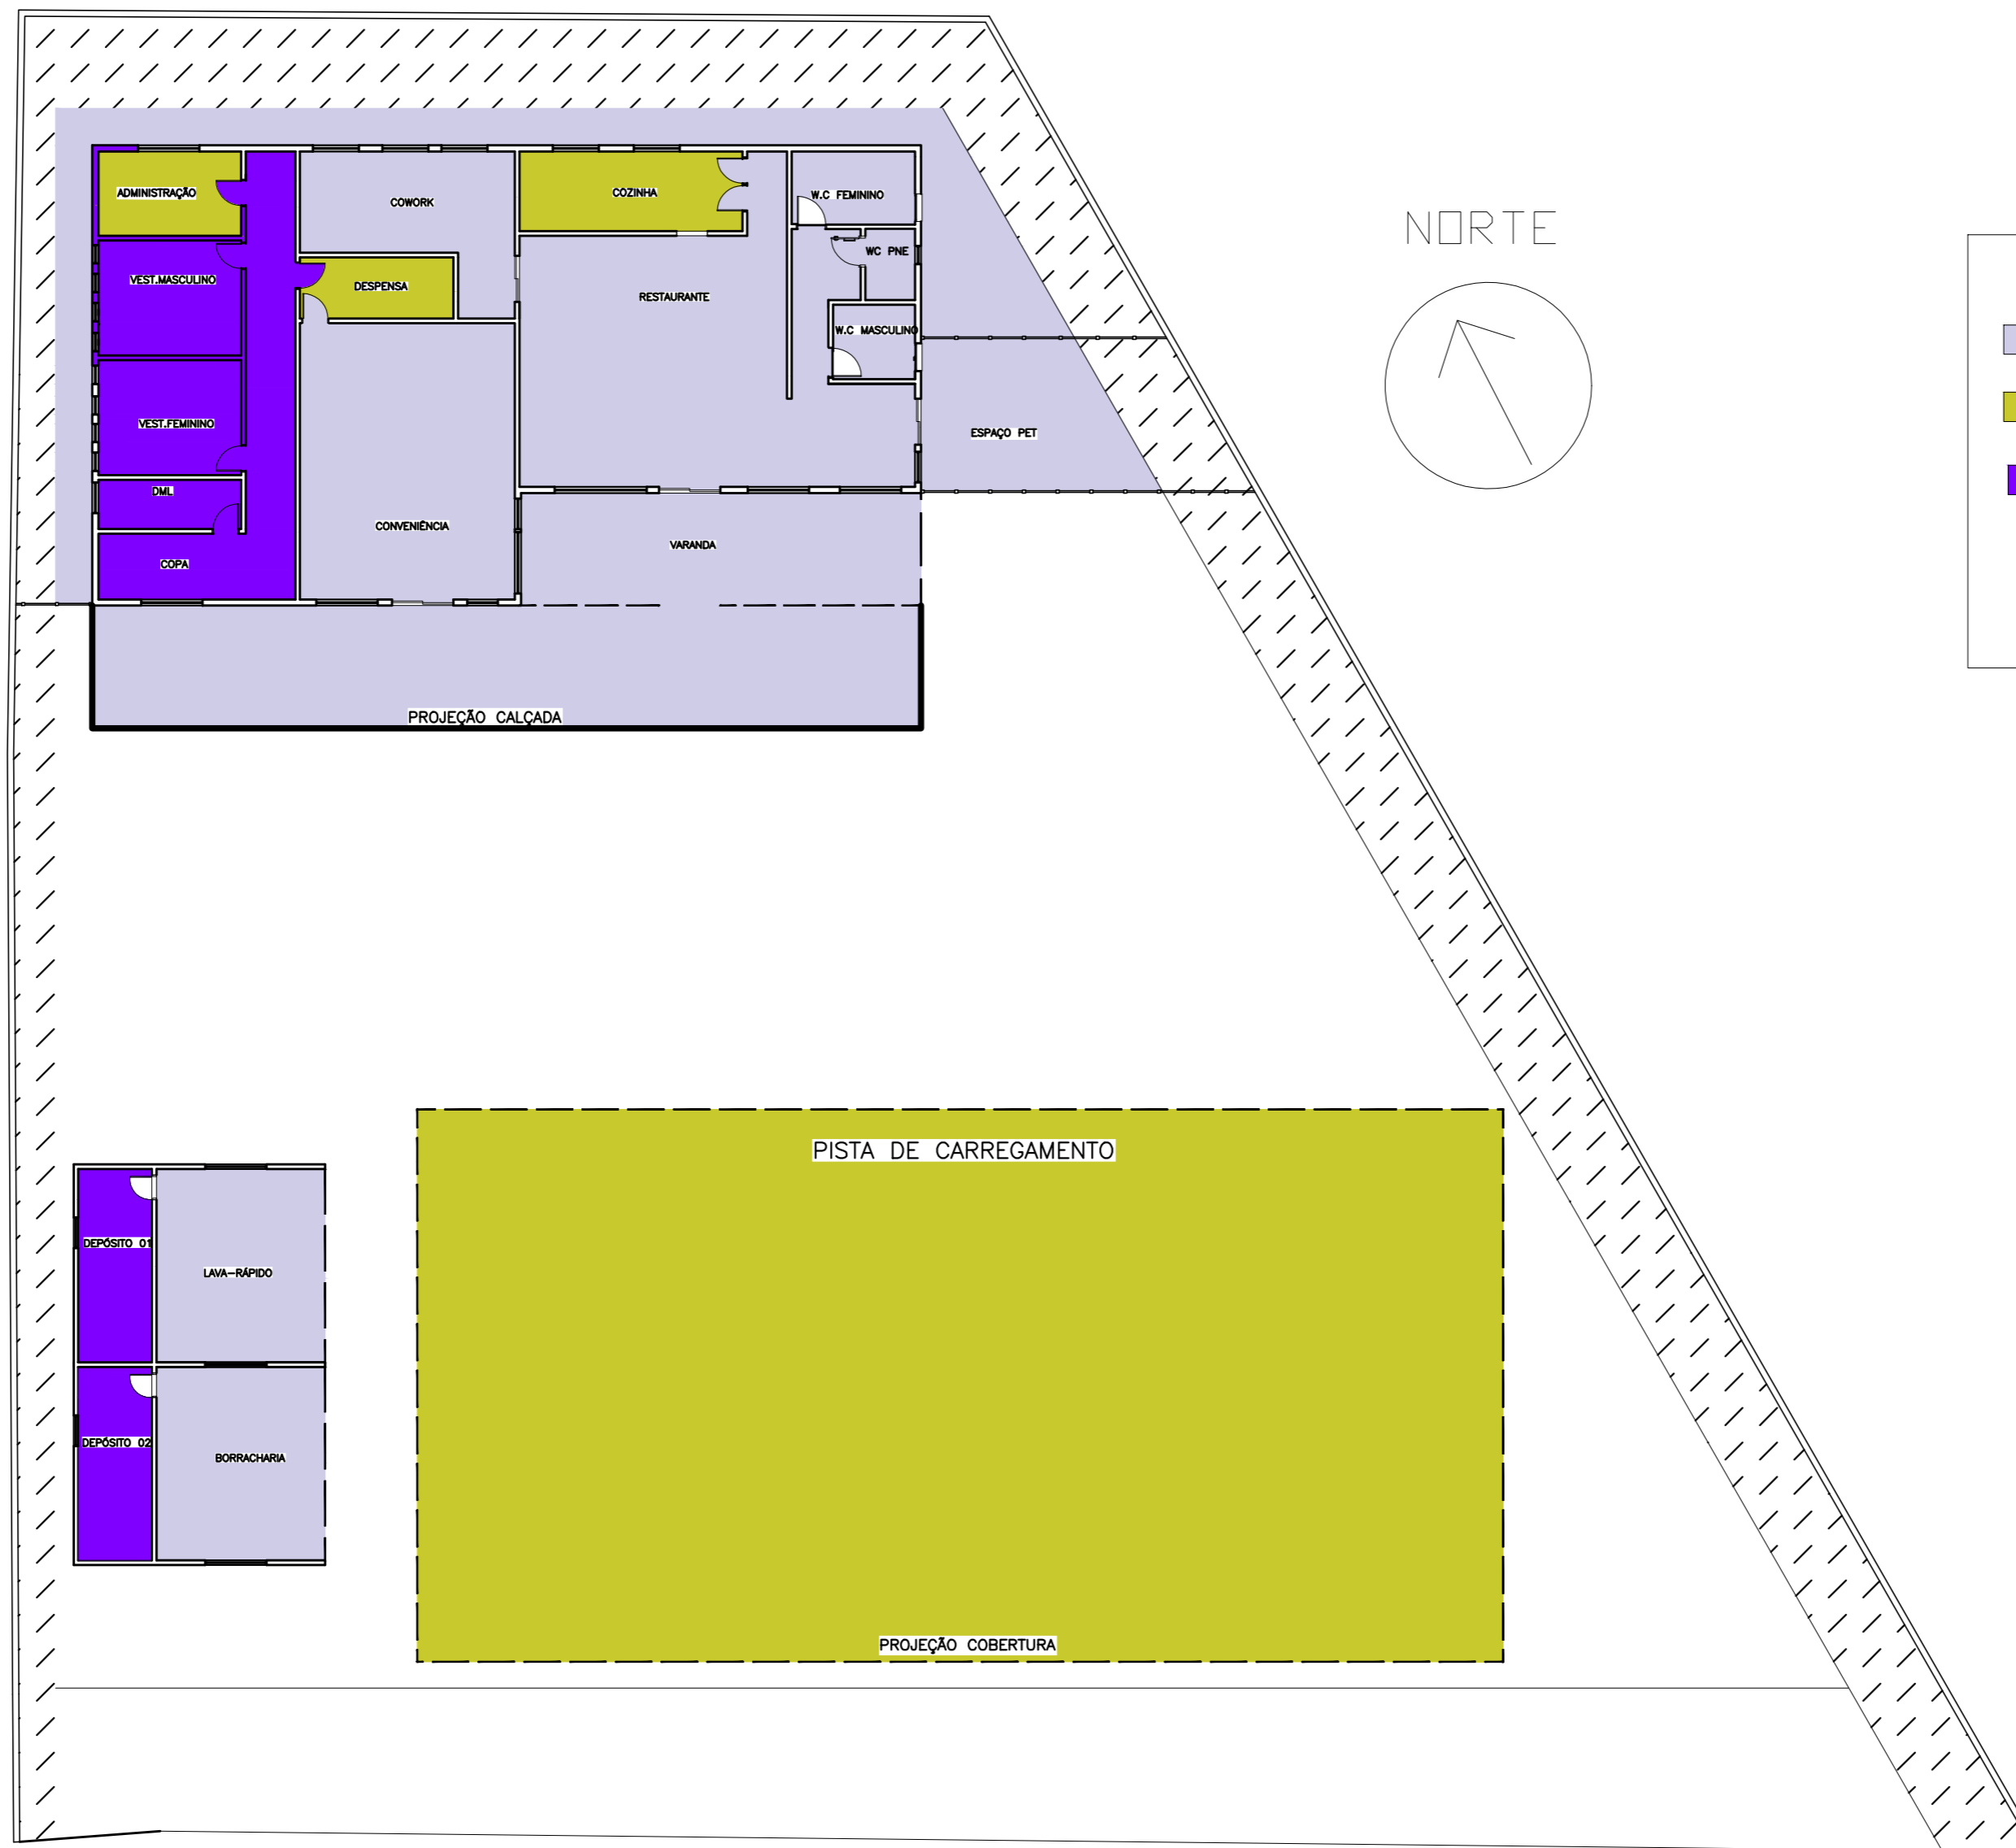 ADMINISTRAÇÃO
COWORK
COZINHA
W.C FEMININO
NORTE
WC PNE
VEST.MASCULINO
DESPENSA
RESTAURANTE
W.C MASCULINO
VEST.FEMININO
ESPAÇO PET
DML
CONVENIÊNCIA
VARANDA
COPA
PROJEÇÃO CALÇADA
PISTA DE CARREGAMENTO
DEPÓSITO 01
LAVA-RÁPIDO
DEPÓSITO 02
BORRACHARIA
PROJEÇÃO COBERTURA